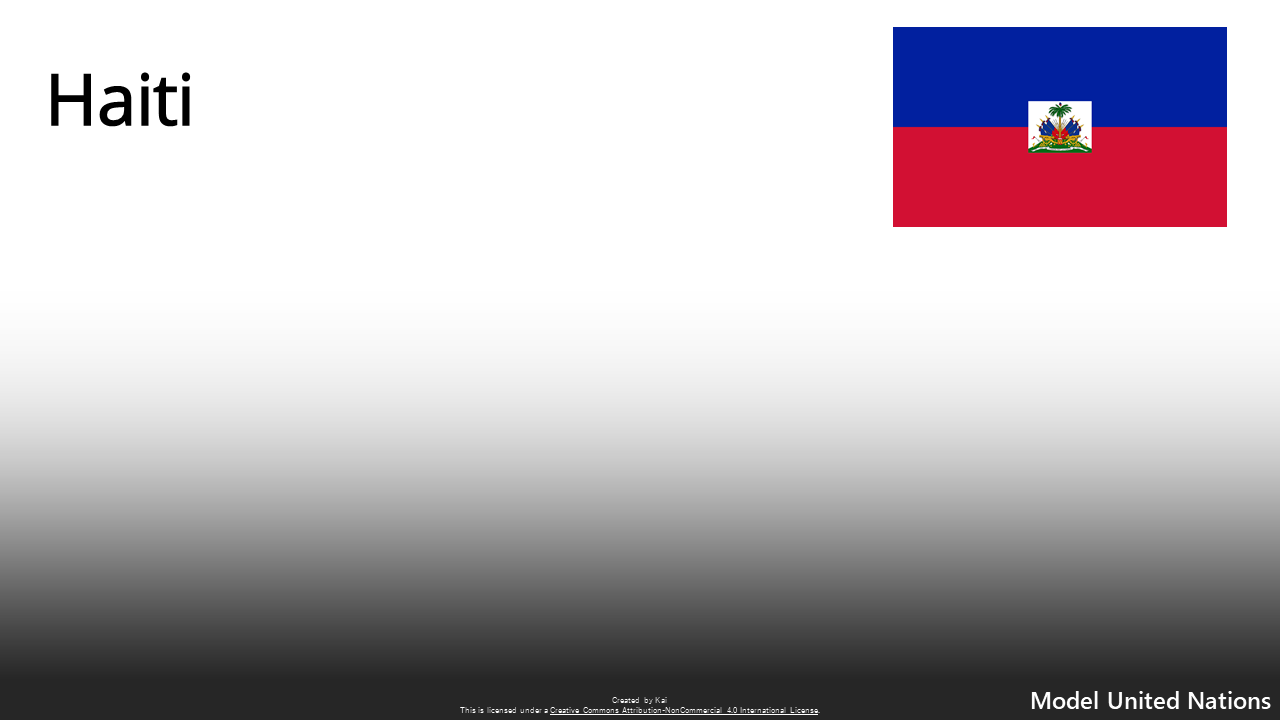 Haiti
Created by Kai
This is licensed under a Creative Commons Attribution-NonCommercial 4.0 International License.
Model United Nations